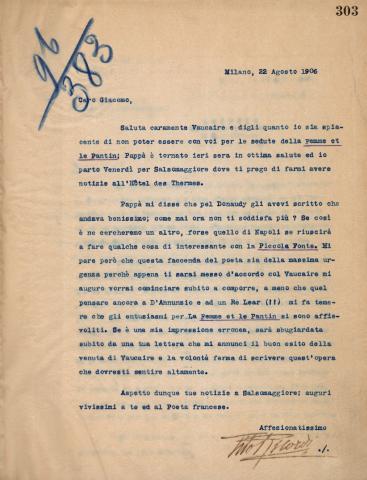 303
96
383
Milano, 22 Agosto 1906
Caro Giacomo,
Saluta caramente Vaucaire e digli quanto io sia spia-
cente di non poter essere con voi per le sedute della Femme et
le Pantin; Pappà è tornato ieri sera in ottima salute ed io
parto Venerdì per Salsomaggiore dove ti prego di farmi avere
notizie all'Hôtel des Thermes.
Pappà mi disse che pel Donaudy gli avevi scritto che
andava benissimo; come mai ora non ti soddisfa più ? Se così
è ne cercheremo un altro, forse quello di Napoli se riuscirà
a fare qualche cosa di interessante con la Piccola Fonte. Mi
pare però che questa faccenda del poeta sia della massima ur-
genza perchè appena ti sarai messo d'accordo col Vaucaire mi
auguro vorrai cominciare subito a comporre, a meno che quel
pensare ancora a D'Annunzio e ad un Re Lear (!!) mi fa teme-
re che gli entusiasmi per La Femme et le Pantin si sono affie-
voliti. Se è una mia impressione erronea, sarà sbugiardata
subito da una tua lettera che mi annunci il buon esito della
venuta di Vaucaire e la volontà ferma di scrivere quest'opera
che dovresti sentire altamente.
Aspetto dunque tue notizie a Salsomaggiore; auguri
vivissimi a te ed al Poeta francese.
Affezionatissimo
Tito Ricordi